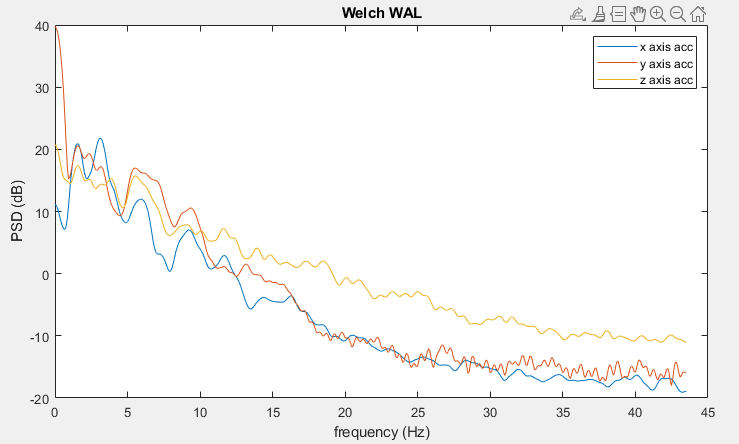 Welch WAL
x axis acc
y axis acc
z axis acc
40
30
20
10
0
-10
-20
PSD (dB)
0 5 10 15 20 25 30 35 40 45
frequency (Hz)